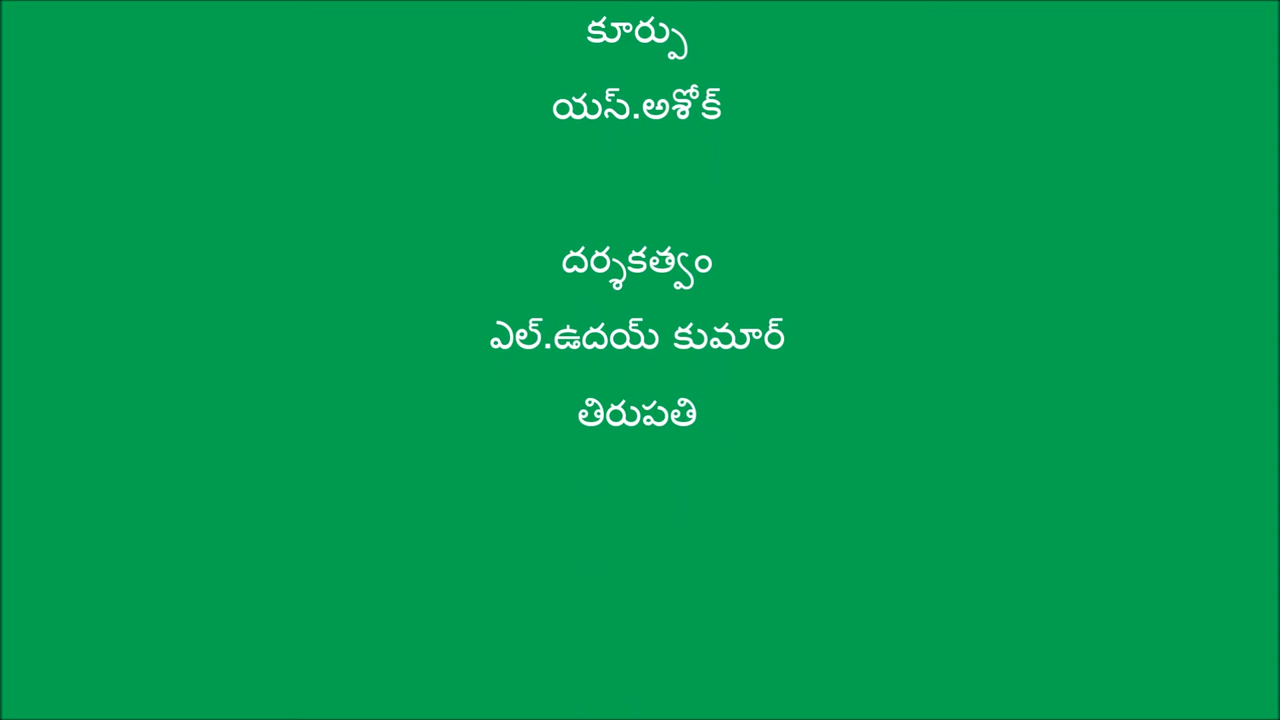 కూర్పు
యస్.అశోక్
దర్శకత్వం
ఎల్.ఉదయ్ కుమార్
తిరుపతి